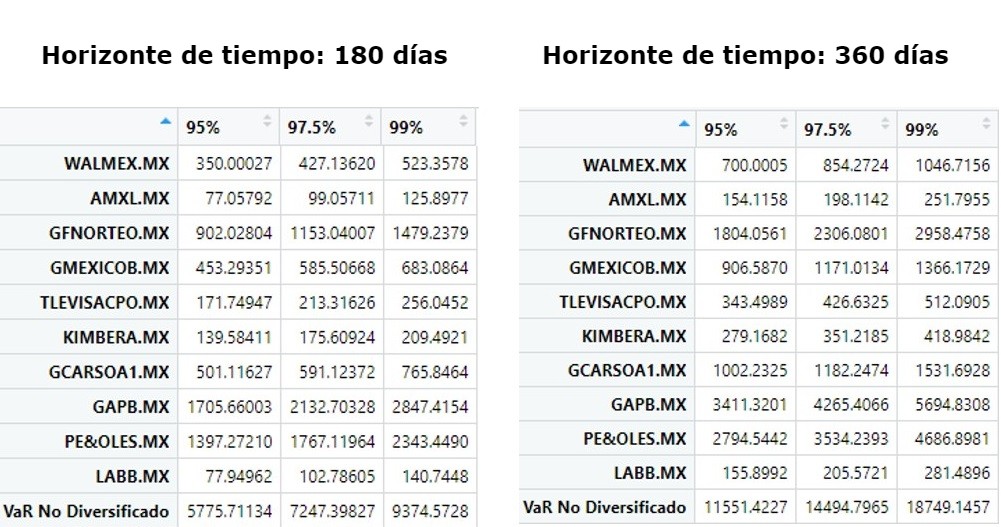 Horizonte de tiempo: 180 días
95% 97.5% 99%
WALMEX.MX 350.00027 427.13620 523.3578
AMXL.MX 77.05792 99.05711 125.8977
GFNORTEO.MX 902.02804 1153.04007 1479.2379
GMEXICOB.MX 453.29351 585.50668 683.0864
TLEVISACPO.MX 171.74947 213.31626 256.0452
KIMBERA.MX 139.58411 175.60924 209.4921
GCARSOA1.MX 501.11627 591.12372 765.8464
GAPB.MX 1705.66003 2132.70328 2847.4154
PE&OLES.MX 1397.27210 1767.11964 2343.4490
LABB.MX 77.94962 102.78605 140.7448
VaR No Diversificado 5775.71134 7247.39827 9374.5728
Horizonte de tiempo: 360 días
95% 97.5% 99%
WALMEX.MX 700.0005 854.2724 1046.7156
AMXL.MX 154.1158 198.1142 251.7955
GFNORTEO.MX 1804.0561 2306.0801 2958.4758
GMEXICOB.MX 906.5870 1171.0134 1366.1729
TLEVISACPO.MX 343.4989 426.6325 512.0905
KIMBERA.MX 279.1682 351.2185 418.9842
GCARSOA1.MX 1002.2325 1182.2474 1531.6928
GAPB.MX 3411.3201 4265.4066 5694.8308
PE&OLES.MX 2794.5442 3534.2393 4686.8981
LABB.MX 155.8992 205.5721 281.4896
VaR No Diversificado 11551.4227 14494.7965 18749.1457